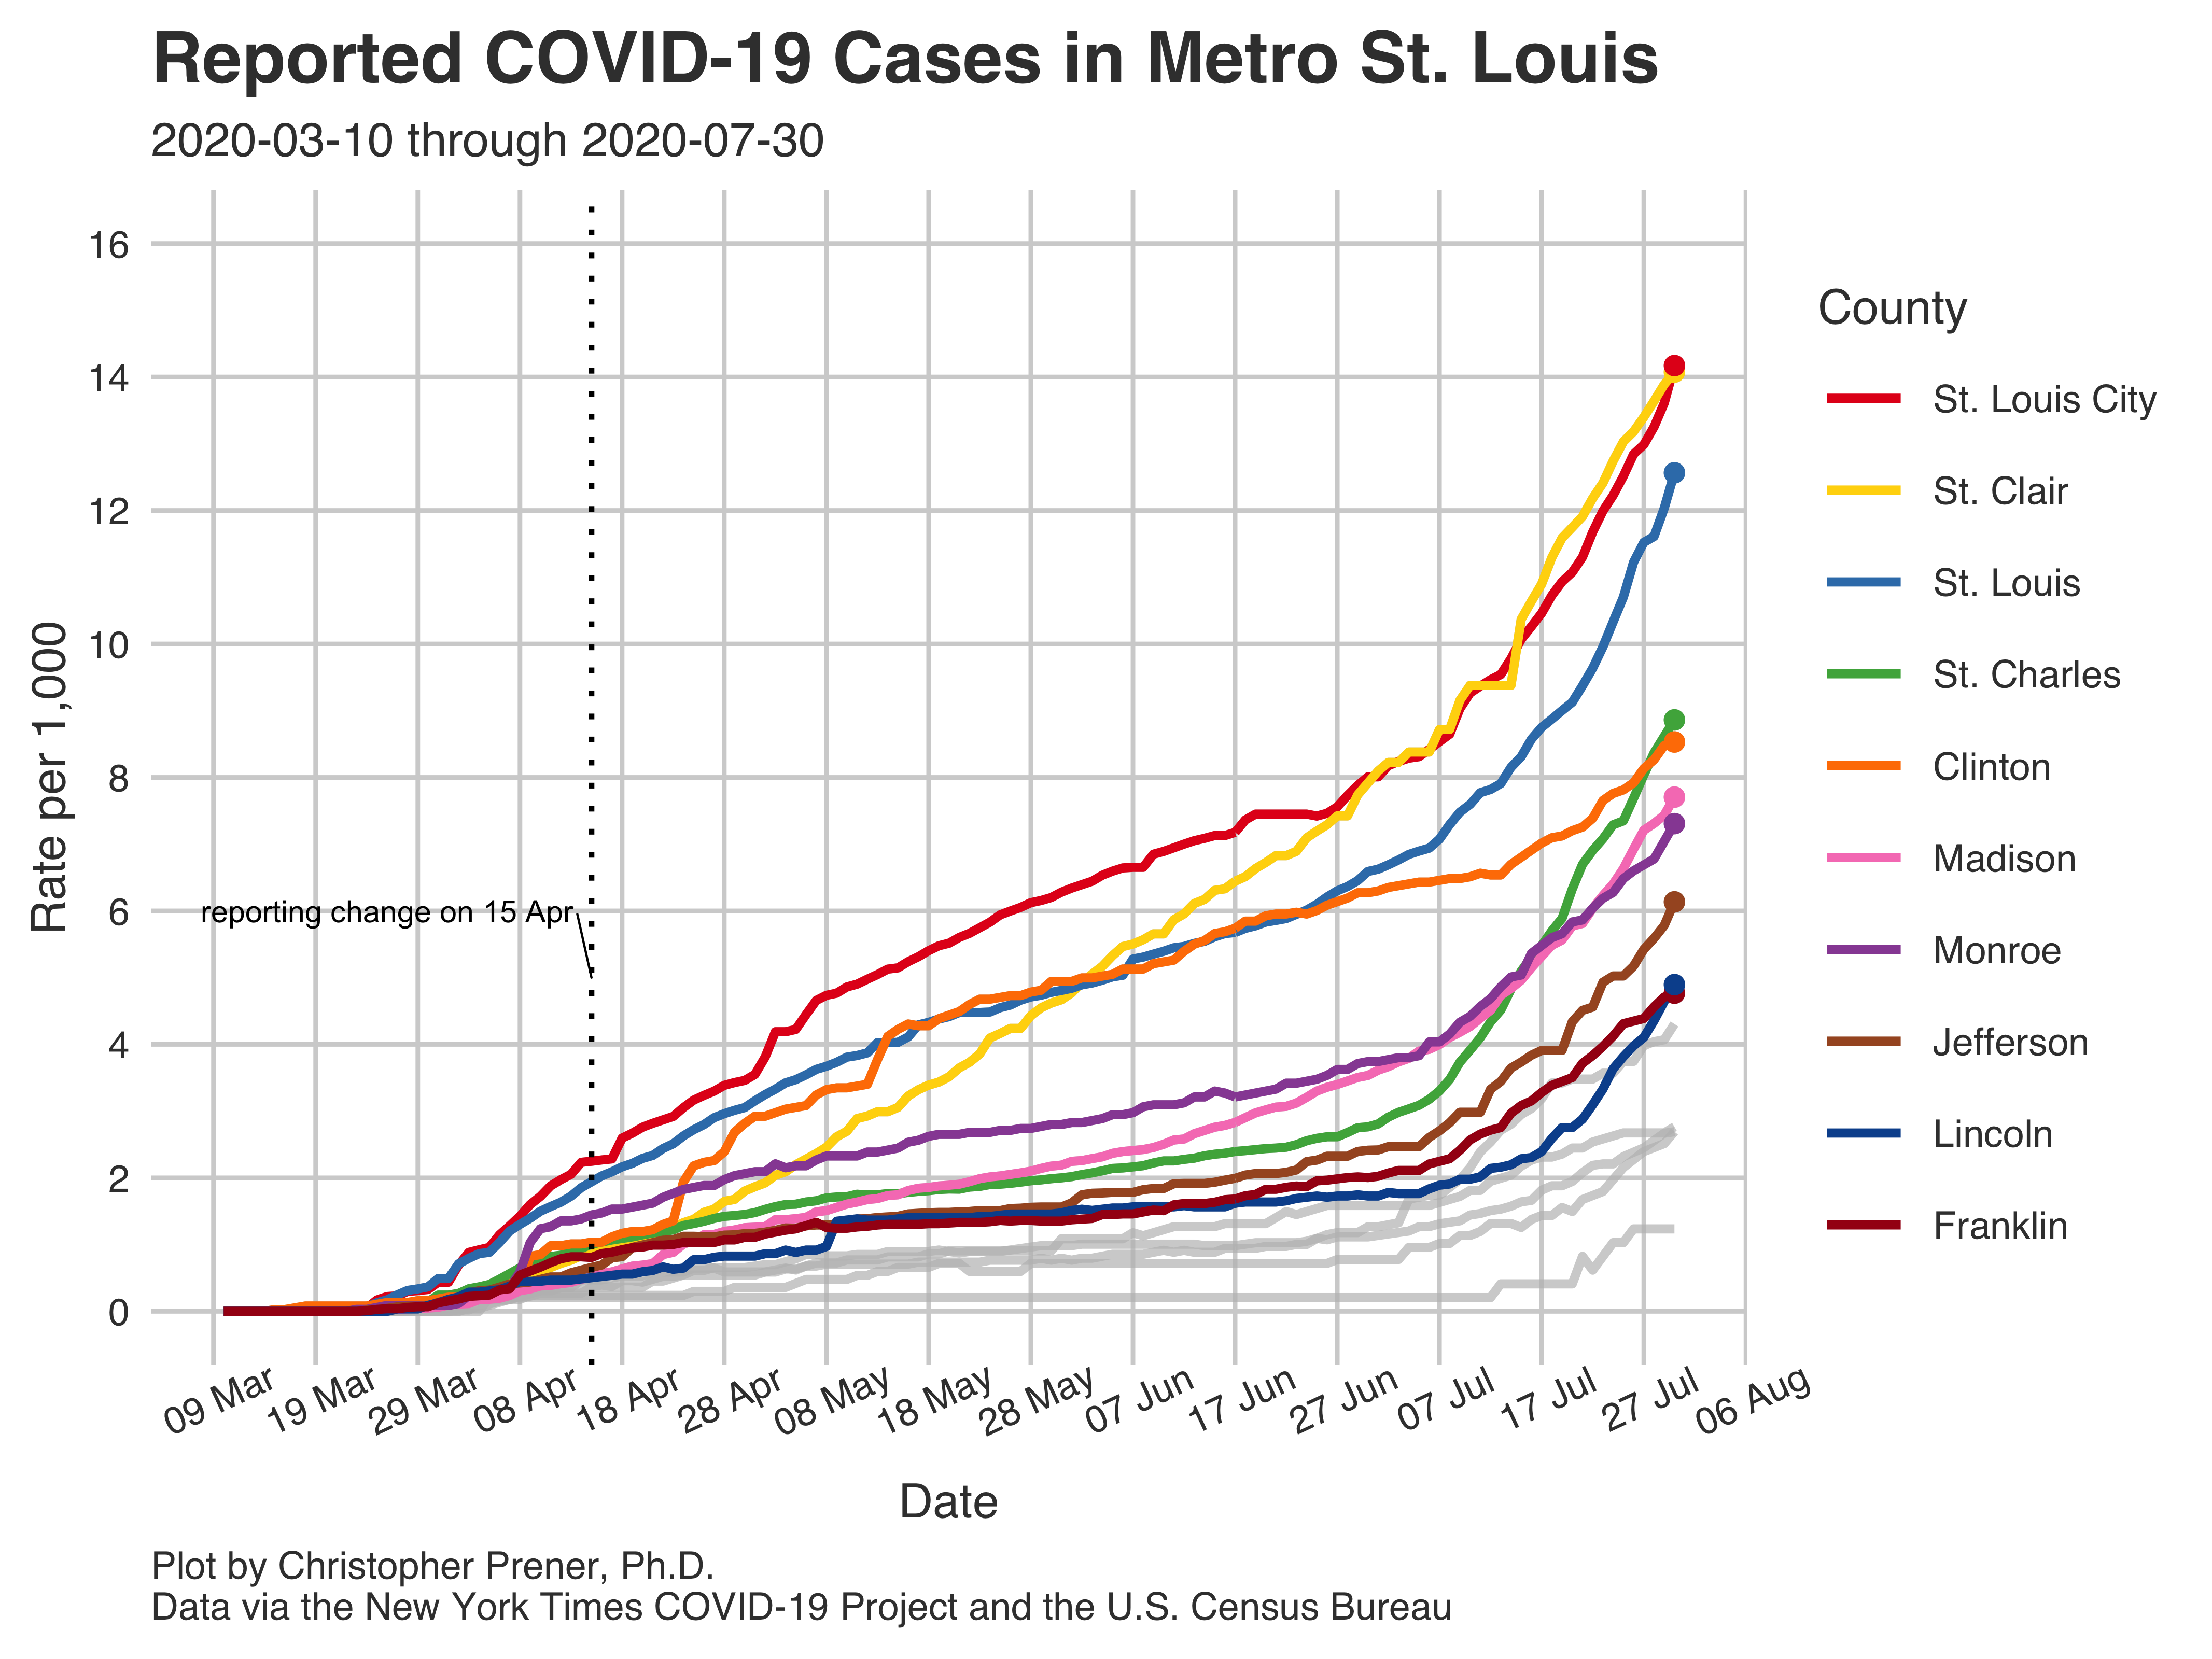 Reported COVID-19 Cases in Metro St. Louis
2020-03-10 through 2020-07-30
16
14
12
10
8
6
4
2
0
Rate per 1,000
reporting change on 15 Apr
09 Mar
19 Mar
29 Mar
08 Apr
18 Apr
28 Apr
08 May
18 May
28 May
07 Jun
17 Jun
27 Jun
07 Jul
17 Jul
27 Jul
06 Aug
Date
County
St. Louis City
St. Clair
St. Louis
St. Charles
Clinton
Madison
Monroe
Jefferson
Lincoln
Franklin
Plot by Christopher Prener, Ph.D.
Data via the New York Times COVID-19 Project and the U.S. Census Bureau